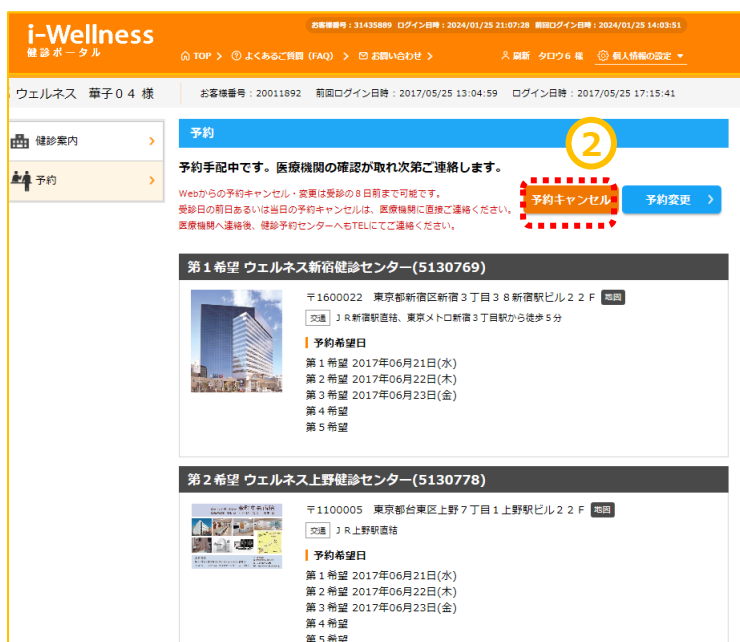 i-Wellness
健診ポータル
お客様番号：31435889 ログイン日時：2024/01/25 21:07:28 前回ログイン日時：2024/01/25 14:03:51
TOP > よくあるご質問（FAQ） > お問い合わせ >
刷新 タロウ6 様 個人情報の設定 ▼
ウェルネス 華子０４ 様
お客様番号：20011892 前回ログイン日時：2017/05/25 13:04:59 ログイン日時：2017/05/25 17:15:41
健診案内 >
予約 >
予約
②
予約手配中です。医療機関の確認が取れ次第ご連絡します。
Webからの予約キャンセル・変更は受診の８日前まで可能です。
受診日の前日あるいは当日の予約キャンセルは、医療機関に直接ご連絡ください。
医療機関へ連絡後、健診予約センターへもTELにてご連絡ください。
予約キャンセル
予約変更 >
第１希望 ウェルネス新宿健診センター(5130769)
〒1600022 東京都新宿区新宿３丁目３８新宿駅ビル２２Ｆ 地図
交通 ＪＲ新宿駅直結、東京メトロ新宿３丁目駅から徒歩５分
予約希望日
第１希望 2017年06月21日(水)
第２希望 2017年06月22日(木)
第３希望 2017年06月23日(金)
第４希望
第５希望
第２希望 ウェルネス上野健診センター(5130778)
〒1100005 東京都台東区上野７丁目１上野駅ビル２２Ｆ 地図
交通 ＪＲ上野駅直結
予約希望日
第１希望 2017年06月21日(水)
第２希望 2017年06月22日(木)
第３希望 2017年06月23日(金)
第４希望
第５希望